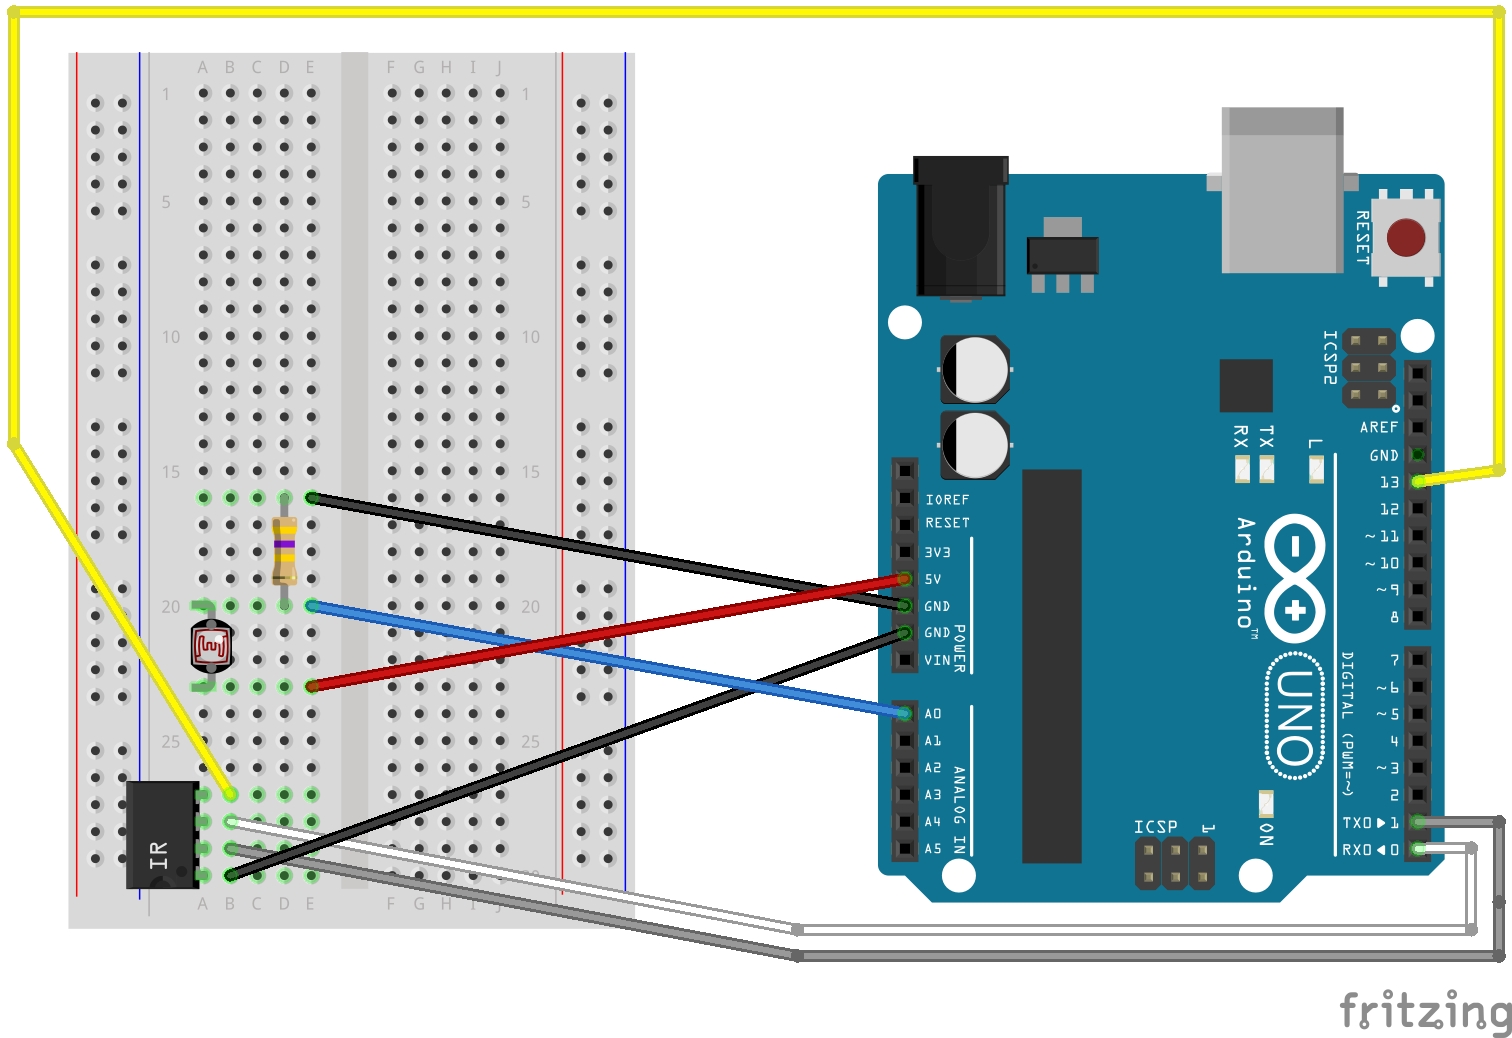 A B C D E F G H I J
1 1
5 5
10 10
15 15
20 20
25 25
30
A B C D E F G H I J
IR
RESET
ICSP2
AREF
GND
13
12
~11
~10
~9
8
7
~6
~5
4
~3
2
TX0▶1
RX0◀0
RX
TX
L
IOREF
RESET
3V3
5V
GND
GND
VIN
POWER
A0
A1
A2
A3
A4
A5
ANALOG IN
Arduino™
UNO
DIGITAL (PWM=~)
ON
ICSP
1
fritzing